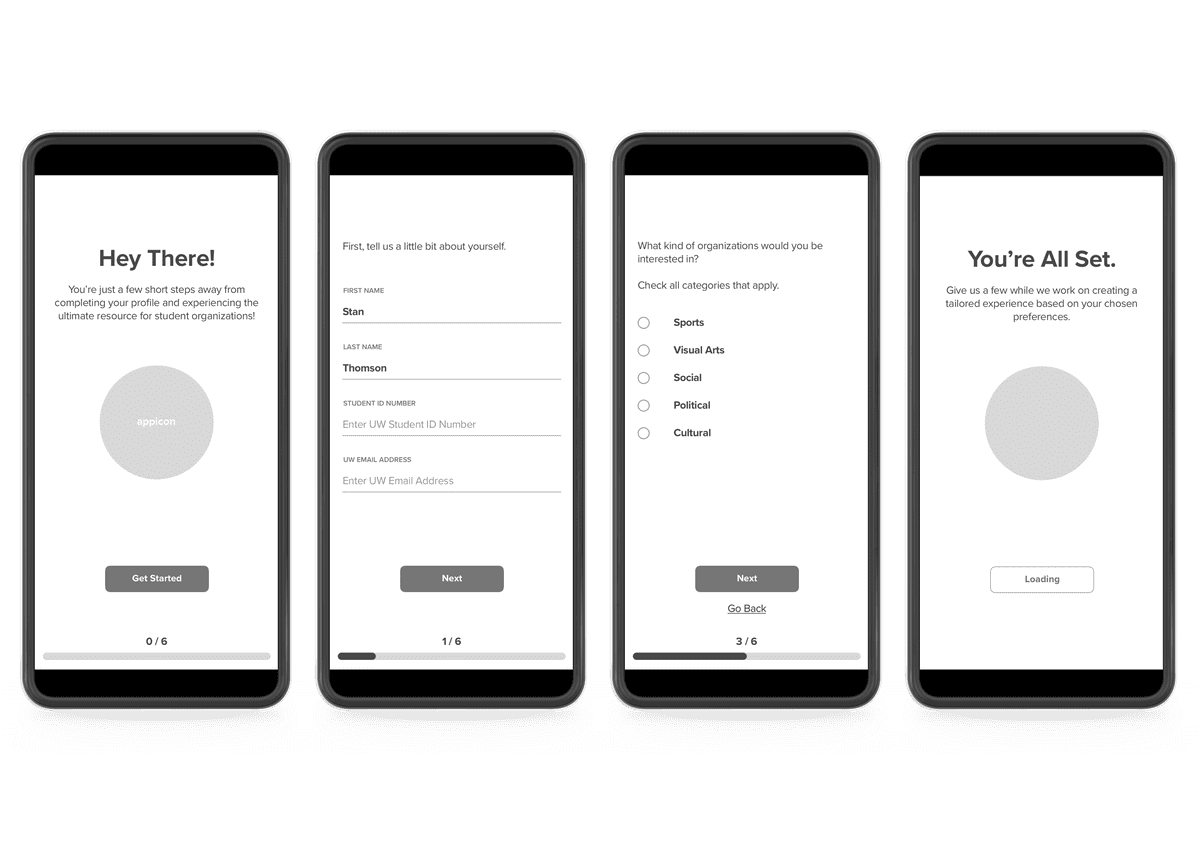 Hey There!
You're just a few short steps away from
completing your profile and experiencing the
ultimate resource for student organizations!
appicon
Get Started
0 / 6
First, tell us a little bit about yourself.
FIRST NAME
Stan
LAST NAME
Thomson
STUDENT ID NUMBER
Enter UW Student ID Number
UW EMAIL ADDRESS
Enter UW Email Address
Next
1 / 6
What kind of organizations would you be
interested in?
Check all categories that apply.
Sports
Visual Arts
Social
Political
Cultural
Next
Go Back
3 / 6
You’re All Set.
Give us a few while we work on creating a
tailored experience based on your chosen
preferences.
Loading